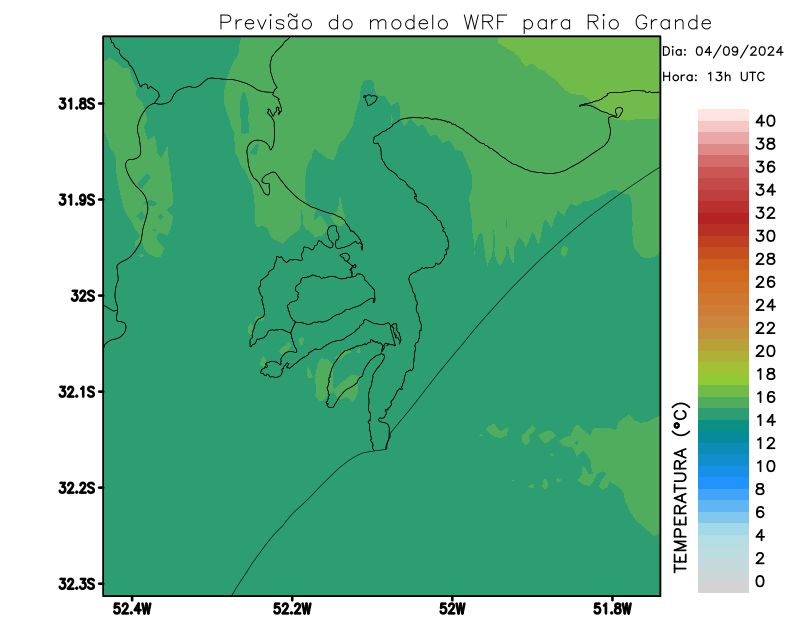 Previsão do modelo WRF para Rio Grande
Dia: 04/09/2024
Hora: 13h UTC
31.8S
31.9S
32S
32.1S
32.2S
32.3S
52.4W
52.2W
52W
51.8W
TEMPERATURA (°C)
40
38
36
34
32
30
28
26
24
22
20
18
16
14
12
10
8
6
4
2
0